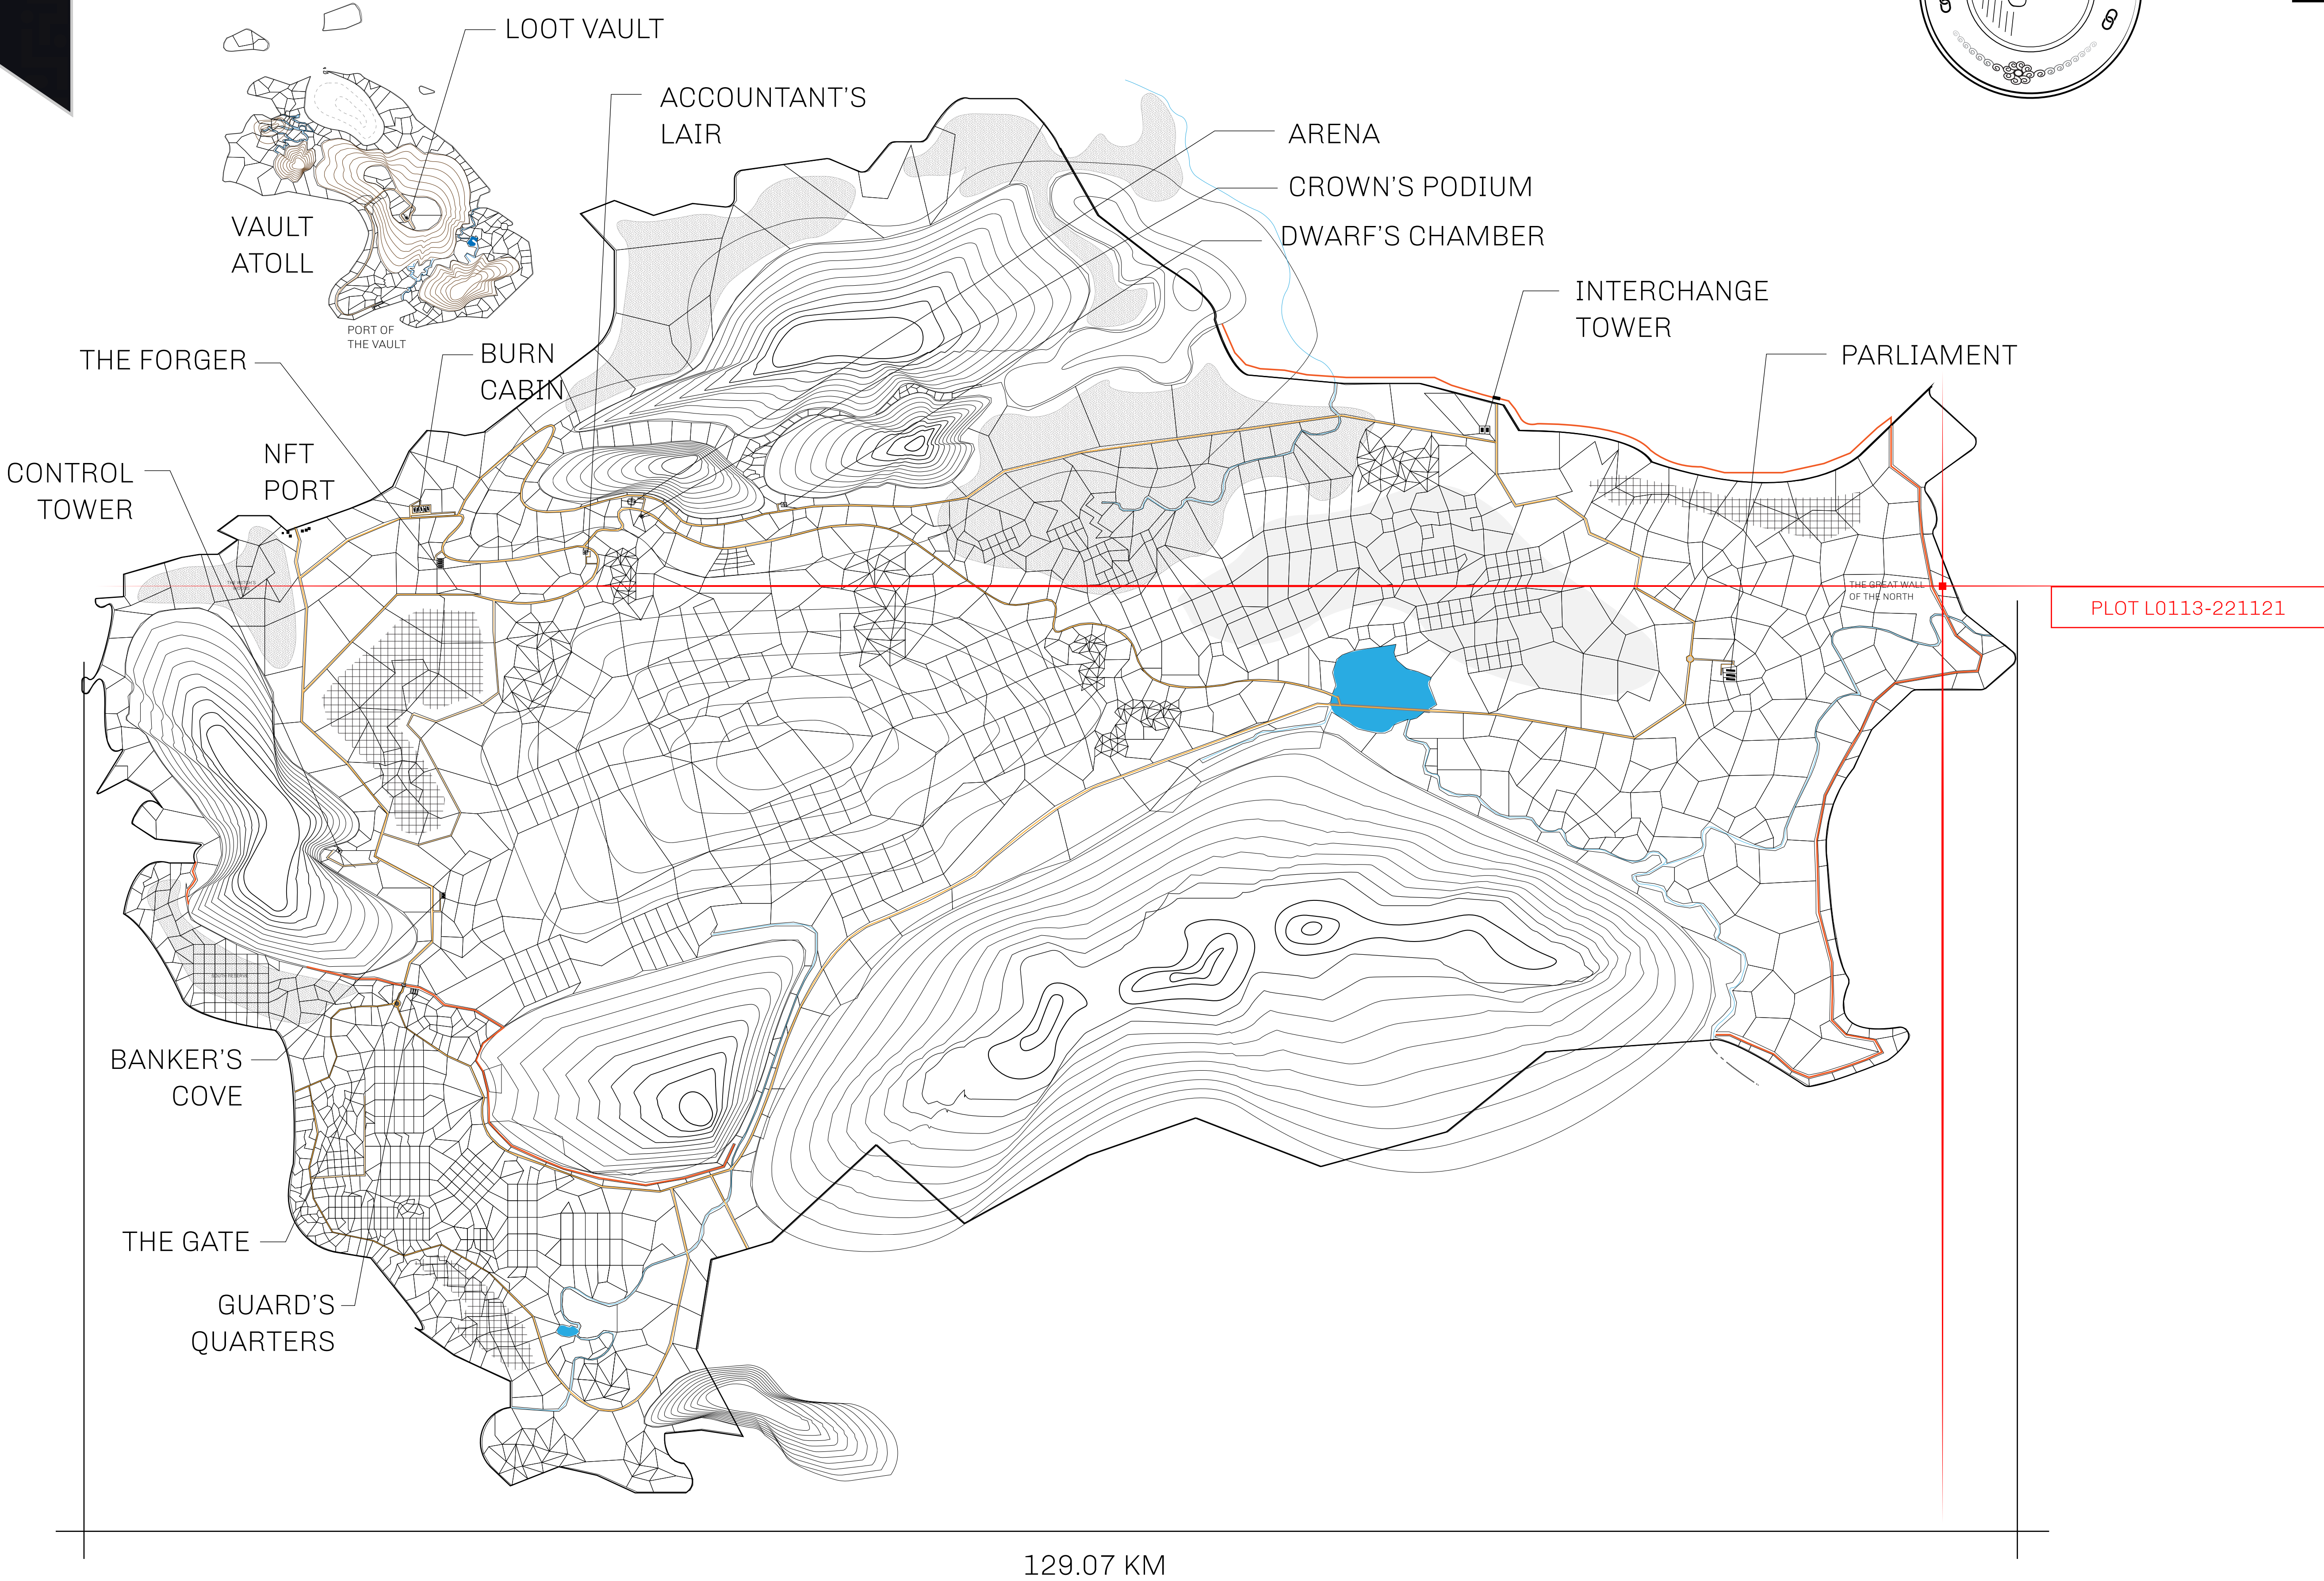 LOOT VAULT
ACCOUNTANT'S
LAIR
ARENA
CROWN'S PODIUM
DWARF'S CHAMBER
VAULT
ATOLL
INTERCHANGE
TOWER
PORT OF
THE VAULT
THE FORGER
BURN
CABIN
PARLIAMENT
NFT
PORT
CONTROL
TOWER
THE GREAT WALL
OF THE NORTH
PLOT L0113-221121
SOUTH RESERVE
BANKER'S
COVE
THE GATE
GUARD'S
QUARTERS
129.07 KM